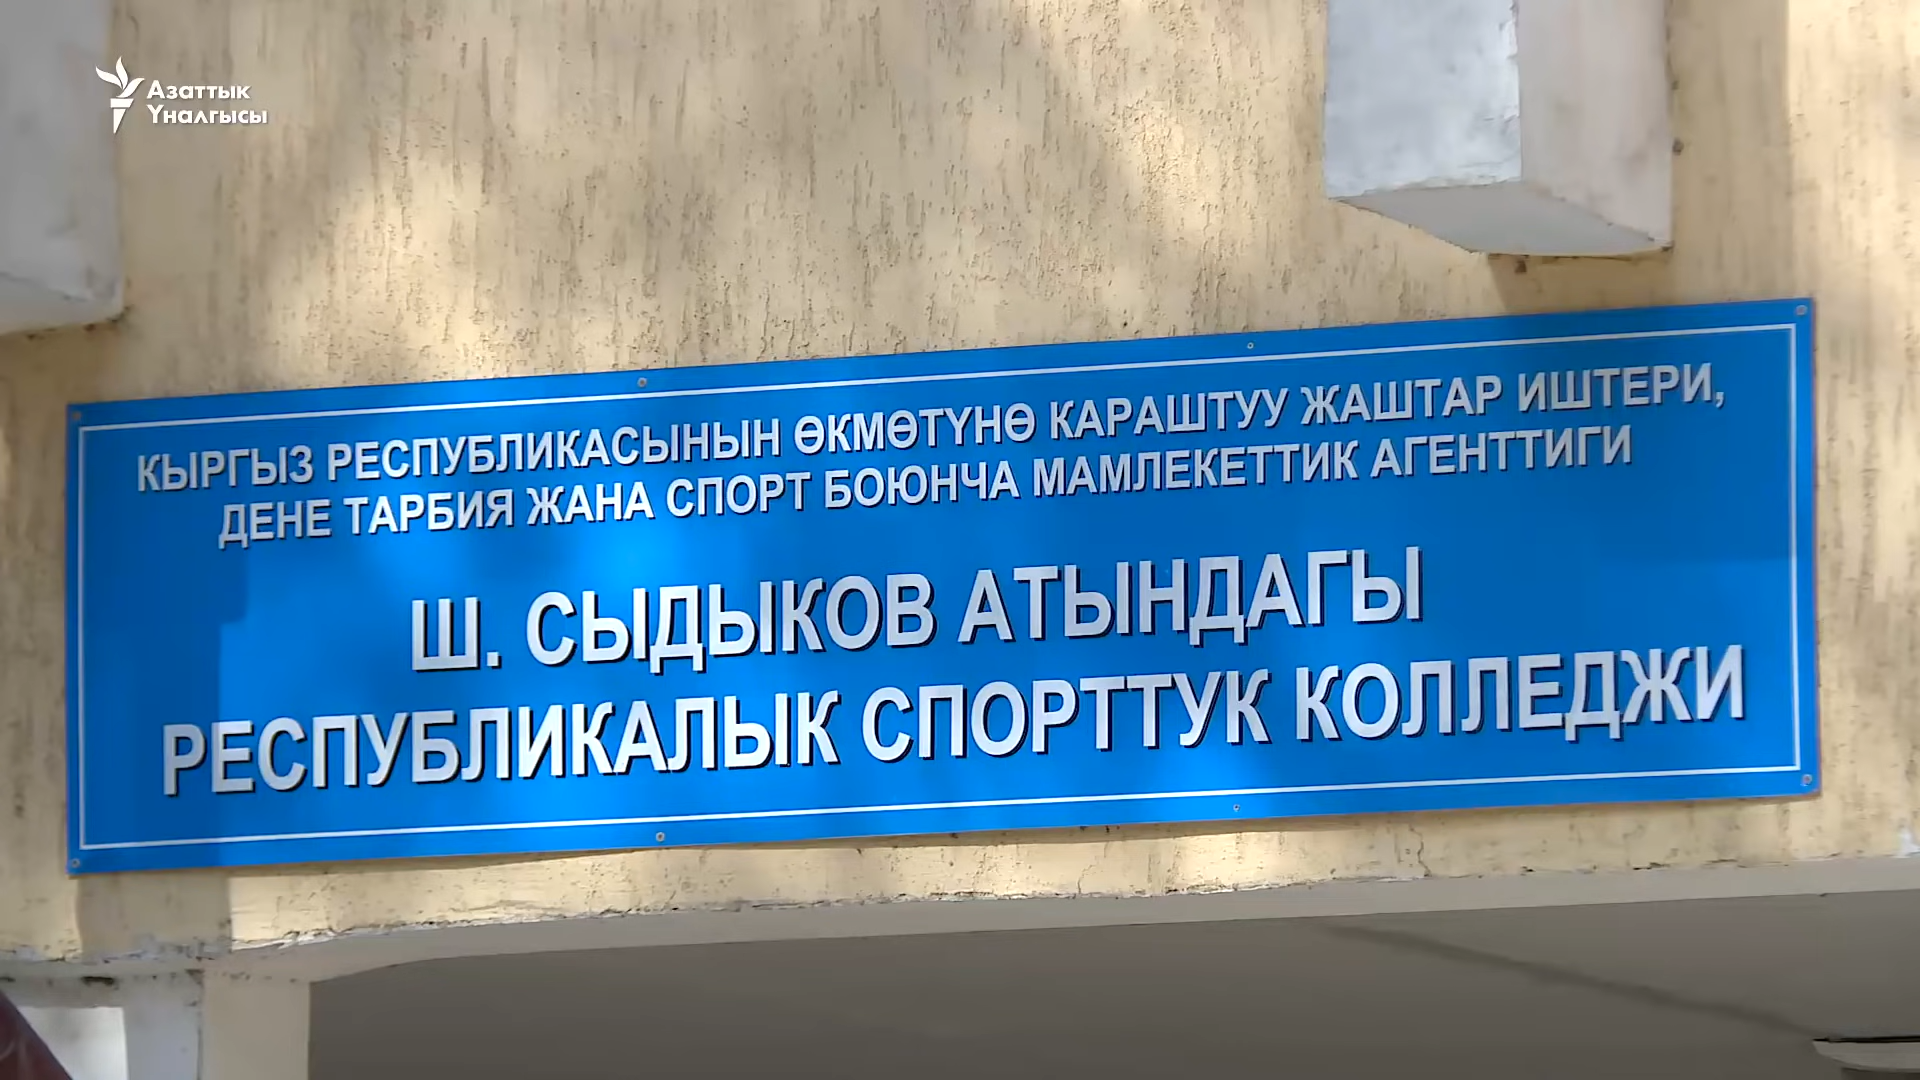 Азаттык
Үналгысы
КЫРГЫЗ РЕСПУБЛИКАСЫНЫН ӨКМӨТҮНӨ КАРАШТУУ ЖАШТАР ИШТЕРИ,
ДЕНЕ ТАРБИЯ ЖАНА СПОРТ БОЮНЧА МАМЛЕКЕТТИК АГЕНТТИГИ
Ш. СЫДЫКОВ АТЫНДАГЫ
РЕСПУБЛИКАЛЫК СПОРТТУК КОЛЛЕДЖИ